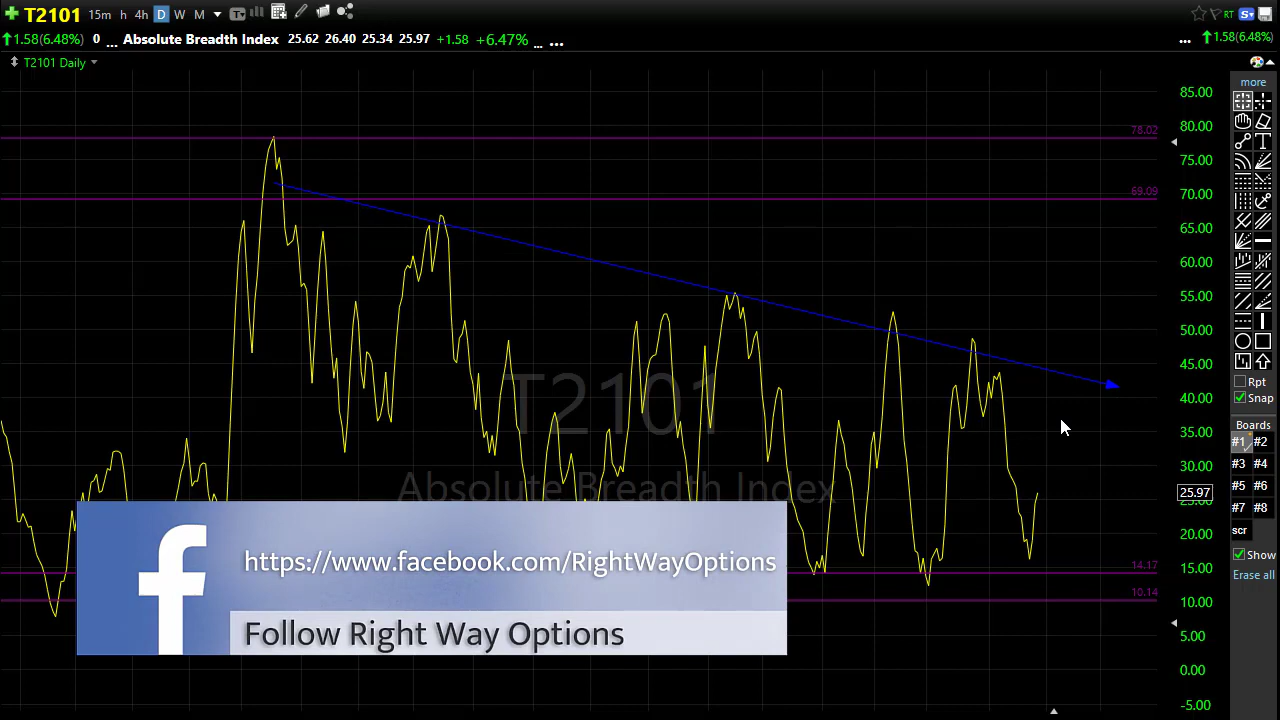 T2101 15m h 4h D W M
RT
1.58(6.48%) 0 ... Absolute Breadth Index 25.62 26.40 25.34 25.97 +1.58 +6.47% ... ...
... 1.58(6.48%)
T2101 Daily
more
85.00
80.00
78.02
75.00
70.00
69.09
65.00
60.00
55.00
50.00
45.00
40.00
35.00
30.00
25.97
20.00
15.00
14.17
10.00
10.14
5.00
0.00
-5.00
T2101
Absolute Breadth Index
Rpt
Snap
Boards
#1 #2
#3 #4
#5 #6
#7 #8
scr
Show
Erase all
f
https://www.facebook.com/RightWayOptions
Follow Right Way Options